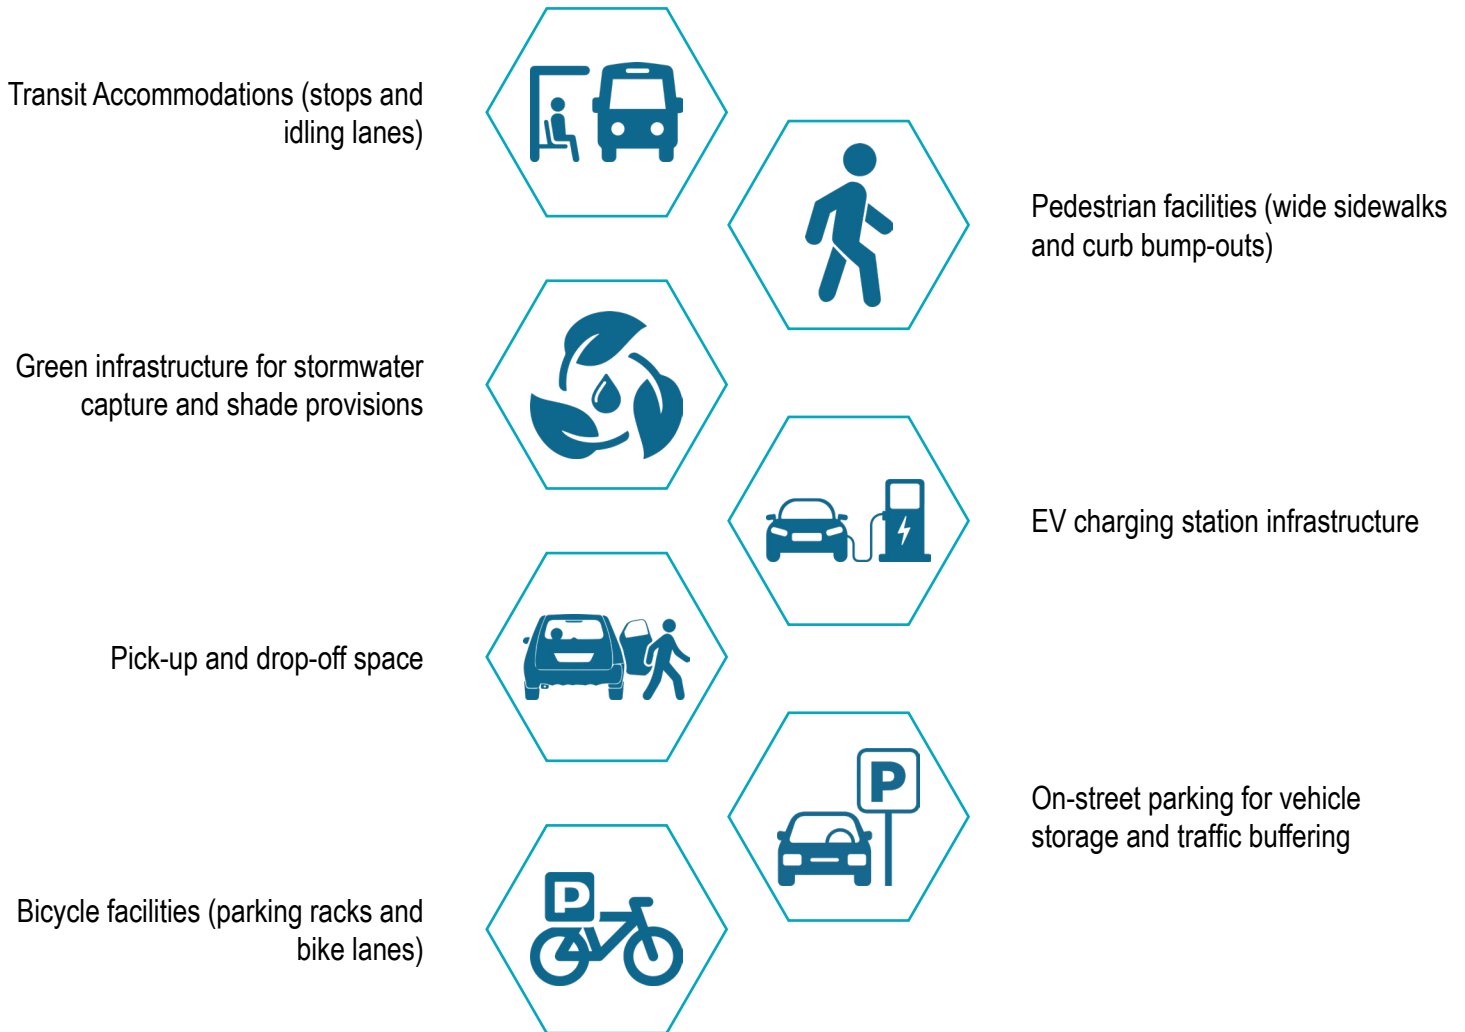 Transit Accommodations (stops and
idling lanes)
Pedestrian facilities (wide sidewalks
and curb bump-outs)
Green infrastructure for stormwater
capture and shade provisions
EV charging station infrastructure
Pick-up and drop-off space
P
On-street parking for vehicle
storage and traffic buffering
P
Bicycle facilities (parking racks and
bike lanes)